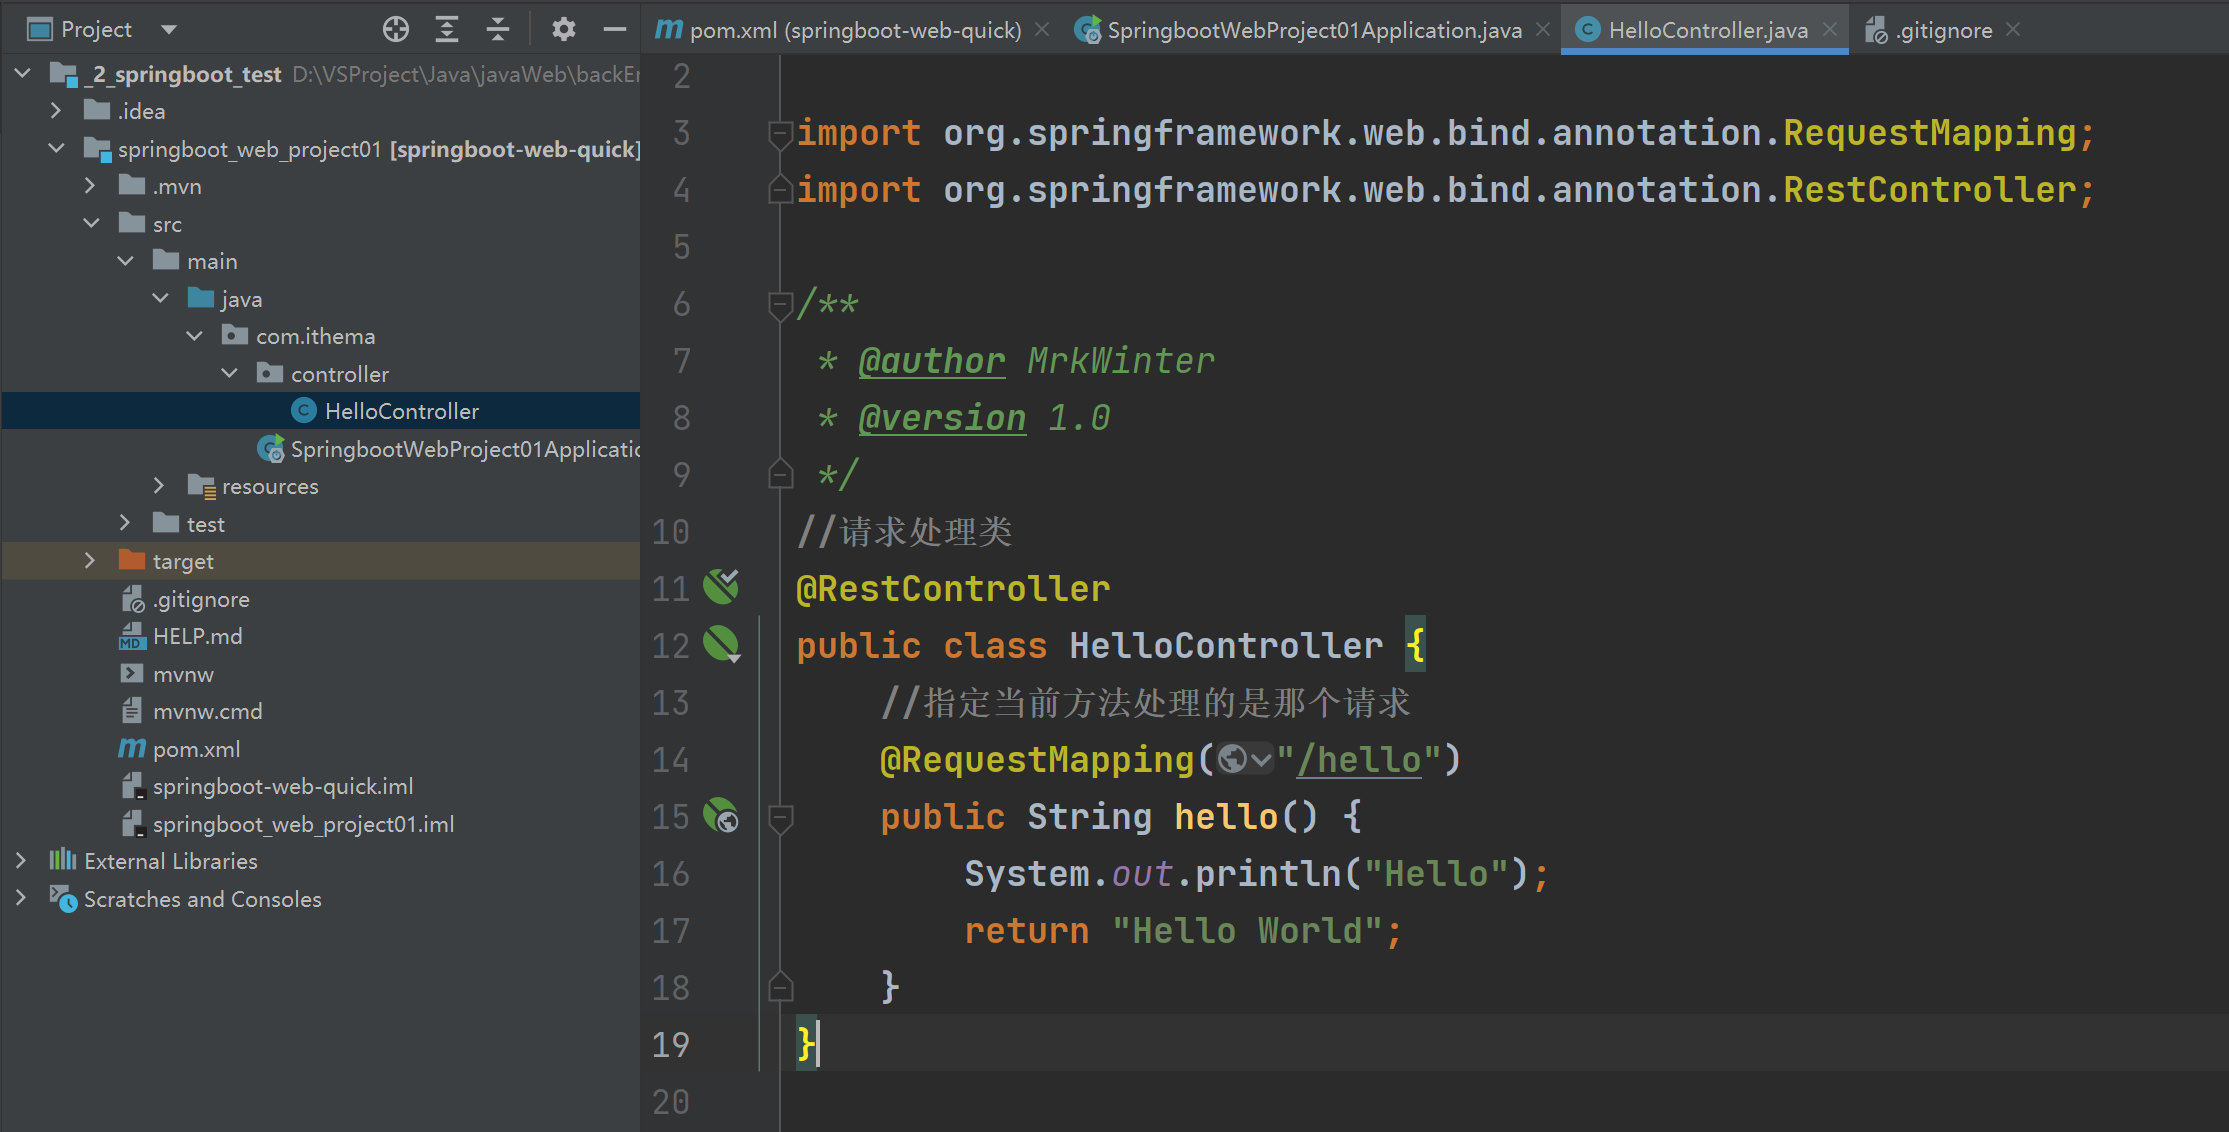 Project
_2_springboot_test D:\VSProject\Java\javaWeb\backEr
.idea
springboot_web_project01 [springboot-web-quick]
.mvn
src
main
java
com.ithema
controller
HelloController
SpringbootWebProject01Applicatio
resources
test
target
.gitignore
HELP.md
mvnw
mvnw.cmd
pom.xml
springboot-web-quick.iml
springboot_web_project01.iml
External Libraries
Scratches and Consoles
pom.xml (springboot-web-quick) SpringbootWebProject01Application.java HelloController.java .gitignore
2
3 import org.springframework.web.bind.annotation.RequestMapping;
4 import org.springframework.web.bind.annotation.RestController;
5
6 /**
7 * @author MrkWinter
8 * @version 1.0
9 */
10 //请求处理类
11 @RestController
12 public class HelloController {
13 //指定当前方法处理的是那个请求
14 @RequestMapping("/hello")
15 public String hello() {
16 System.out.println("Hello");
17 return "Hello World";
18 }
19 }
20